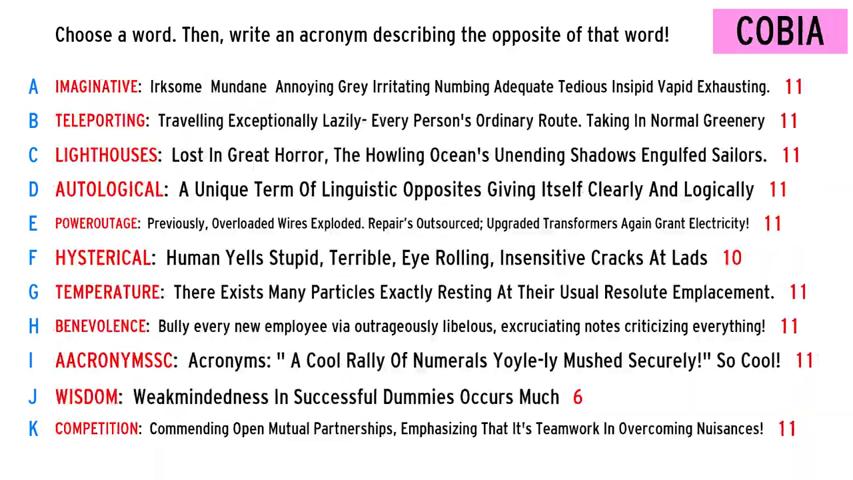 Choose a word. Then, write an acronym describing the opposite of that word!
COBIA
A IMAGINATIVE: Irksome Mundane Annoying Grey Irritating Numbing Adequate Tedious Insipid Vapid Exhausting. 11
B TELEPORTING: Travelling Exceptionally Lazily- Every Person's Ordinary Route. Taking In Normal Greenery 11
C LIGHTHOUSES: Lost In Great Horror, The Howling Ocean's Unending Shadows Engulfed Sailors. 11
D AUTOLOGICAL: A Unique Term Of Linguistic Opposites Giving Itself Clearly And Logically 11
E POWEROUTAGE: Previously, Overloaded Wires Exploded. Repair's Outsourced; Upgraded Transformers Again Grant Electricity! 11
F HYSTERICAL: Human Yells Stupid, Terrible, Eye Rolling, Insensitive Cracks At Lads 10
G TEMPERATURE: There Exists Many Particles Exactly Resting At Their Usual Resolute Emplacement. 11
H BENEVOLENCE: Bully every new employee via outrageously libelous, excruciating notes criticizing everything! 11
I AACRONYMSSC: Acronyms: " A Cool Rally Of Numerals Yoyle-ly Mushed Securely!" So Cool! 11
J WISDOM: Weakmindedness In Successful Dummies Occurs Much 6
K COMPETITION: Commending Open Mutual Partnerships, Emphasizing That It's Teamwork In Overcoming Nuisances! 11